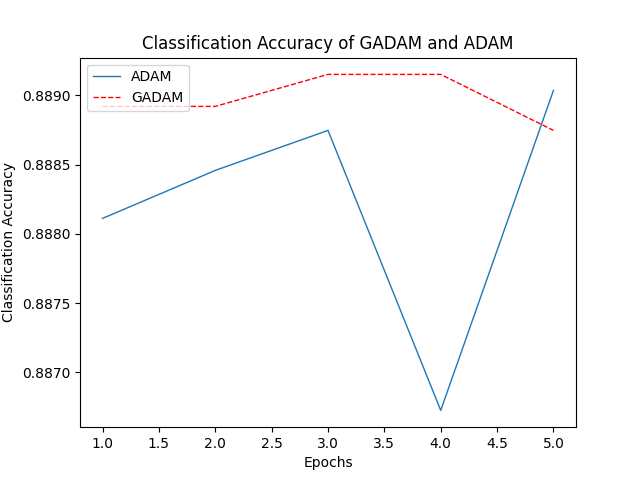 Classification Accuracy of GADAM and ADAM
ADAM
GADAM
Classification Accuracy
0.8890
0.8885
0.8880
0.8875
0.8870
1.0 1.5 2.0 2.5 3.0 3.5 4.0 4.5 5.0
Epochs